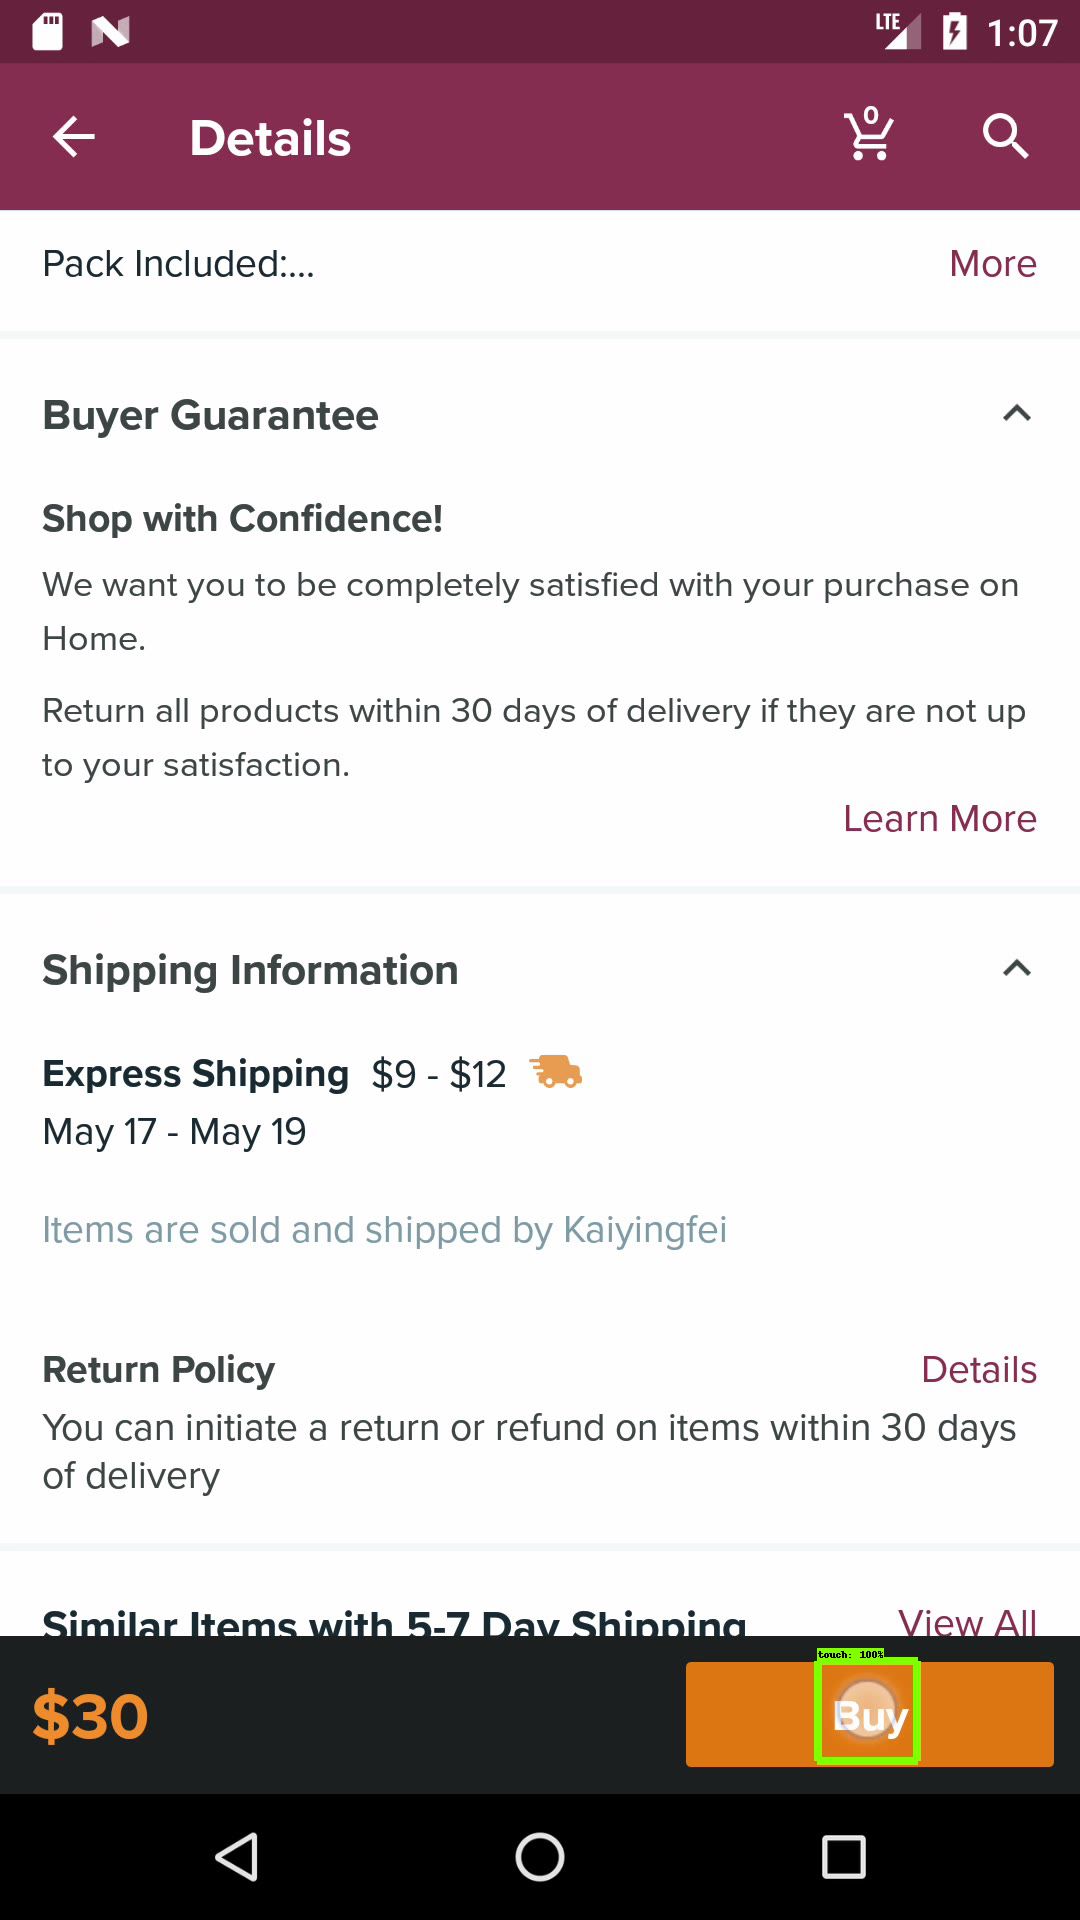 LTE 1:07
Details 0
Pack Included:... More
Buyer Guarantee
Shop with Confidence!
We want you to be completely satisfied with your purchase on
Home.
Return all products within 30 days of delivery if they are not up
to your satisfaction.
Learn More
Shipping Information
Express Shipping $9 - $12
May 17 - May 19
Items are sold and shipped by Kaiyingfei
Return Policy Details
You can initiate a return or refund on items within 30 days
of delivery
Similar Items with 5-7 Day Shipping View All
touch: 100%
$30 Buy